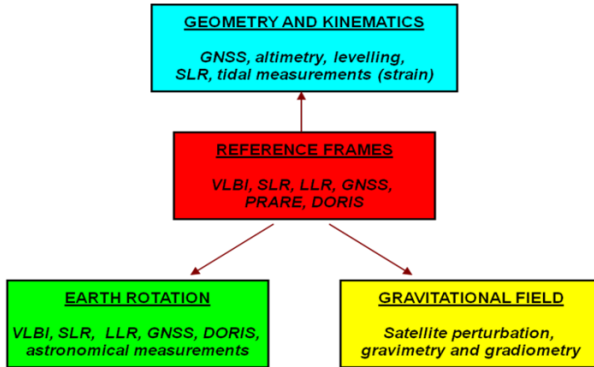 GEOMETRY AND KINEMATICS
GNSS, altimetry, levelling,
SLR, tidal measurements (strain)
REFERENCE FRAMES
VLBI, SLR, LLR, GNSS,
PRARE, DORIS
EARTH ROTATION
VLBI, SLR, LLR, GNSS, DORIS,
astronomical measurements
GRAVITATIONAL FIELD
Satellite perturbation,
gravimetry and gradiometry